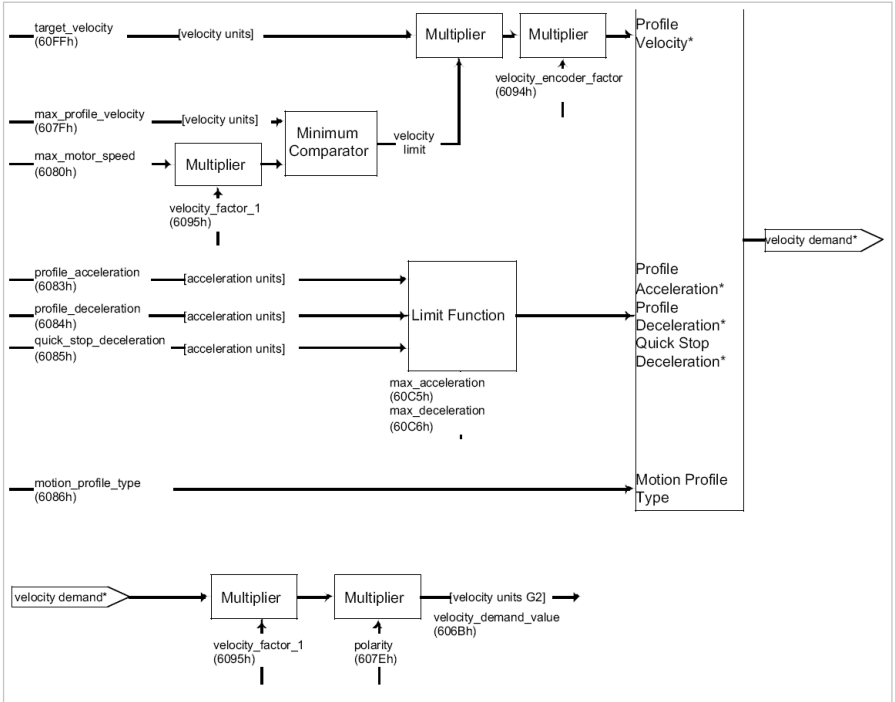 target_velocity
(60FFh)
[velocity units]
Multiplier
Multiplier
Profile
Velocity*
velocity_encoder_factor
(6094h)
max_profile_velocity
(607Fh)
[velocity units]
Minimum
Comparator
velocity
limit
max_motor_speed
(6080h)
Multiplier
velocity_factor_1
(6095h)
velocity demand*
profile_acceleration
(6083h)
[acceleration units]
profile_deceleration
(6084h)
[acceleration units]
quick_stop_deceleration
(6085h)
[acceleration units]
Limit Function
Profile
Acceleration*
Profile
Deceleration*
Quick Stop
Deceleration*
max_acceleration
(60C5h)
max_deceleration
(60C6h)
motion_profile_type
(6086h)
Motion Profile
Type
velocity demand*
Multiplier
Multiplier
[velocity units G2]
velocity_demand_value
(606Bh)
velocity_factor_1
(6095h)
polarity
(607Eh)